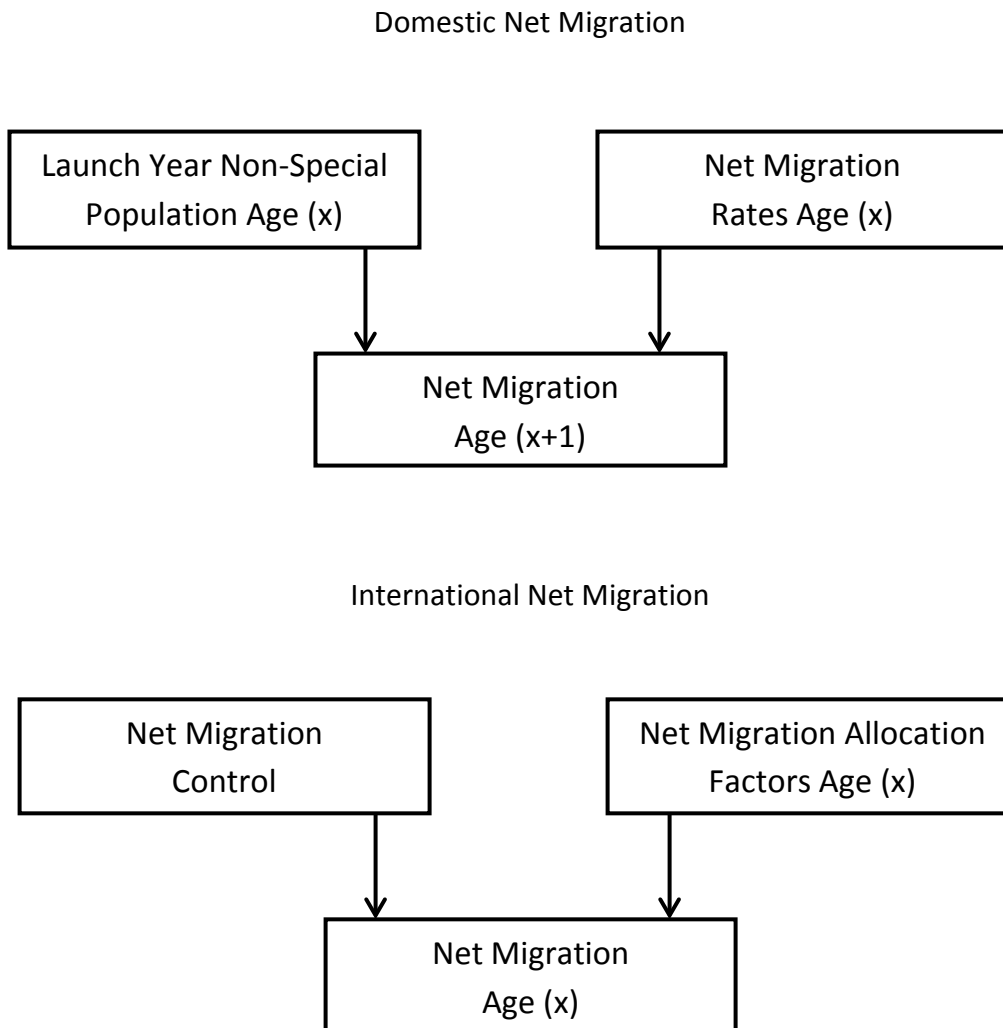 Domestic Net Migration
Launch Year Non-Special
Population Age (x)
Net Migration
Rates Age (x)
Net Migration
Age (x+1)
International Net Migration
Net Migration
Control
Net Migration Allocation
Factors Age (x)
Net Migration
Age (x)